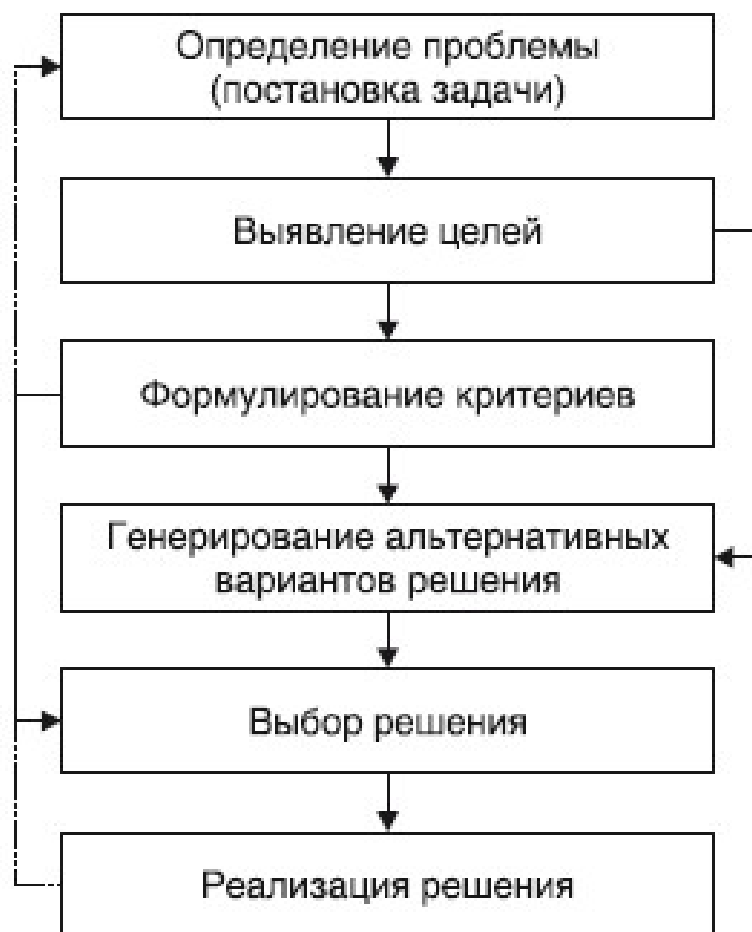 Определение проблемы
(постановка задачи)
Выявление целей
Формулирование критериев
Генерирование альтернативных
вариантов решения
Выбор решения
Реализация решения